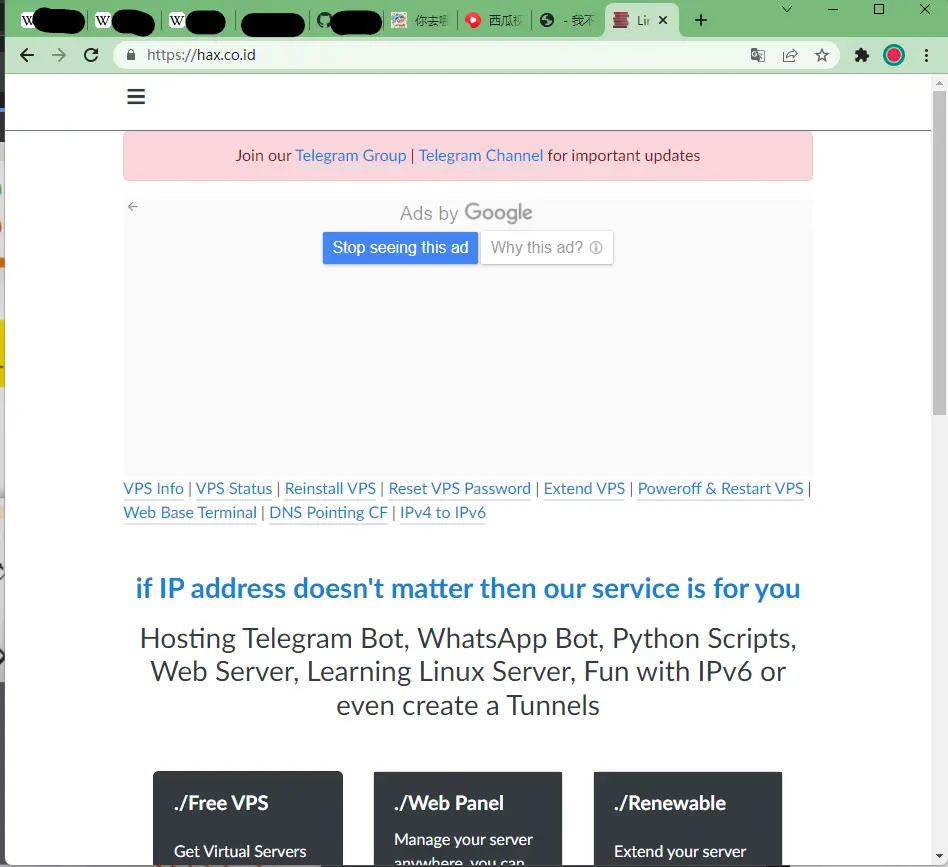 W
W
W
你去哪
西瓜视
- 我不
Lin
https://hax.co.id
Join our Telegram Group | Telegram Channel for important updates
Ads by Google
Stop seeing this ad
Why this ad?
VPS Info | VPS Status | Reinstall VPS | Reset VPS Password | Extend VPS | Poweroff & Restart VPS |
Web Base Terminal | DNS Pointing CF | IPv4 to IPv6
if IP address doesn't matter then our service is for you
Hosting Telegram Bot, WhatsApp Bot, Python Scripts,
Web Server, Learning Linux Server, Fun with IPv6 or
even create a Tunnels
./Free VPS
Get Virtual Servers
./Web Panel
Manage your server
anywhere, you can
./Renewable
Extend your server